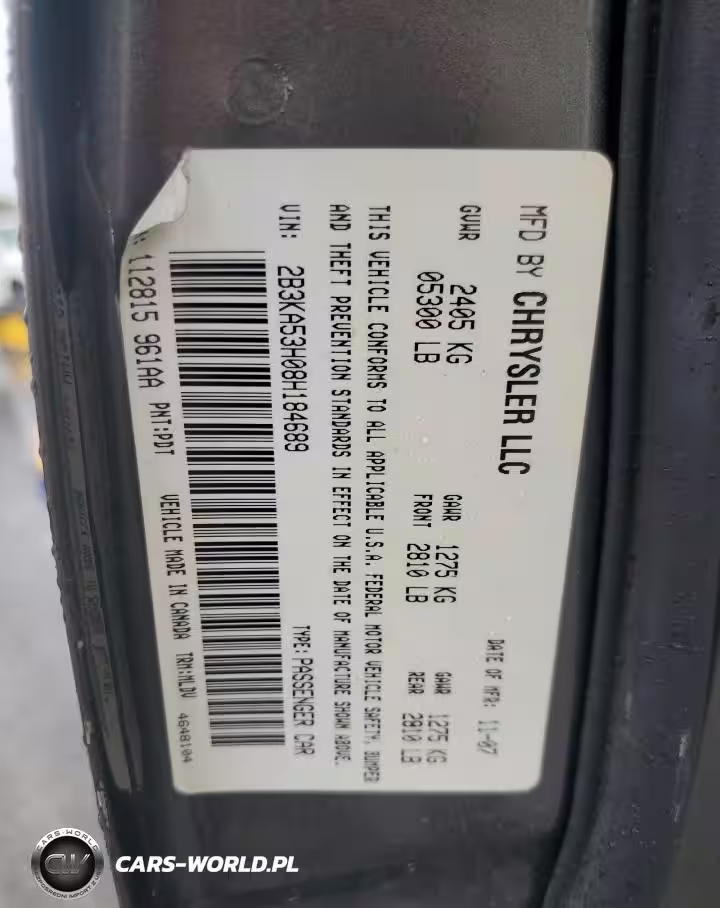 MFD BY CHRYSLER LLC
DATE OF MFR: 11-07
GVWR 2405 KG
05300 LB
GAWR 1275 KG
FRONT 2810 LB
GAWR 1275 KG
REAR 2810 LB
THIS VEHICLE CONFORMS TO ALL APPLICABLE U.S.A. FEDERAL MOTOR VEHICLE SAFETY, BUMPER
AND THEFT PREVENTION STANDARDS IN EFFECT ON THE DATE OF MANUFACTURE SHOWN ABOVE.
VIN: 2B3KA53H08H184689
TYPE: PASSENGER CAR
112815 961AA PNT:PDT
VEHICLE MADE IN CANADA TRM:MLDV 4648104
CARS-WORLD
CW
CARS-WORLD.PL